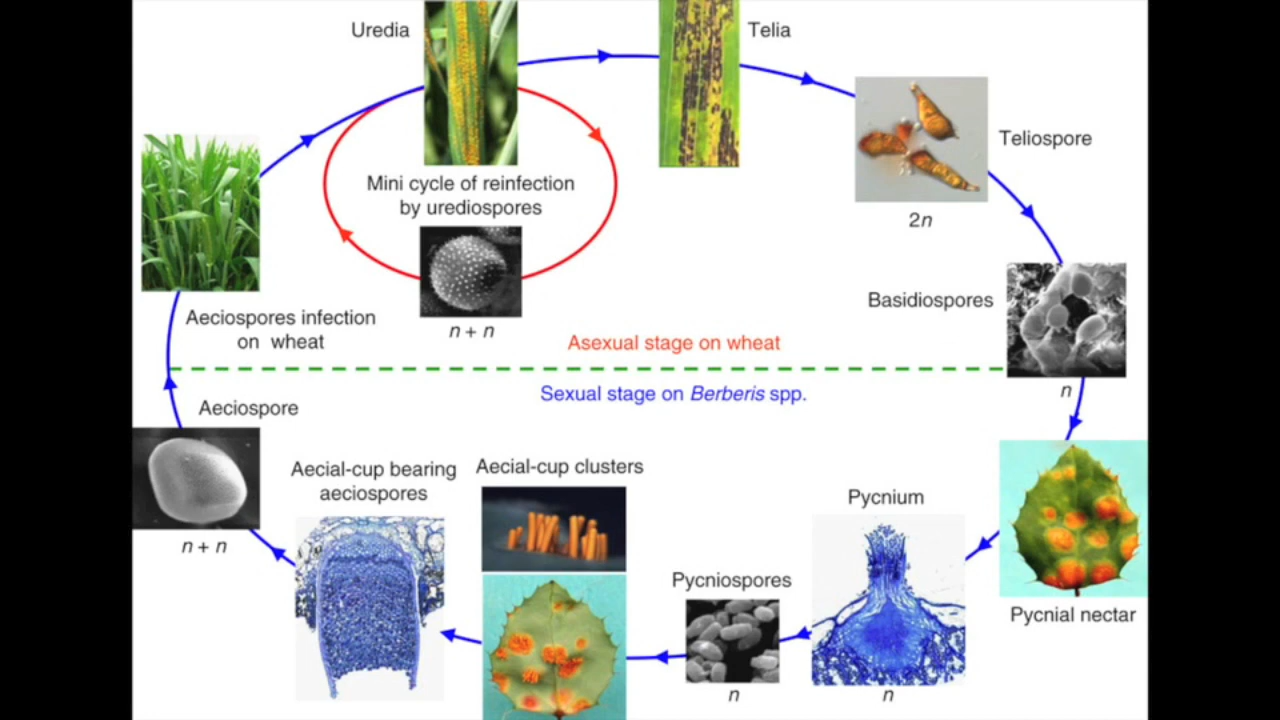 Uredia
Telia
Teliospore
2n
Mini cycle of reinfection
by urediospores
n + n
Basidiospores
n
Aeciospores infection
on wheat
Asexual stage on wheat
Sexual stage on Berberis spp.
Aeciospore
n + n
Aecial-cup bearing
aeciospores
Aecial-cup clusters
Pycniospores
n
Pycnium
n
Pycnial nectar